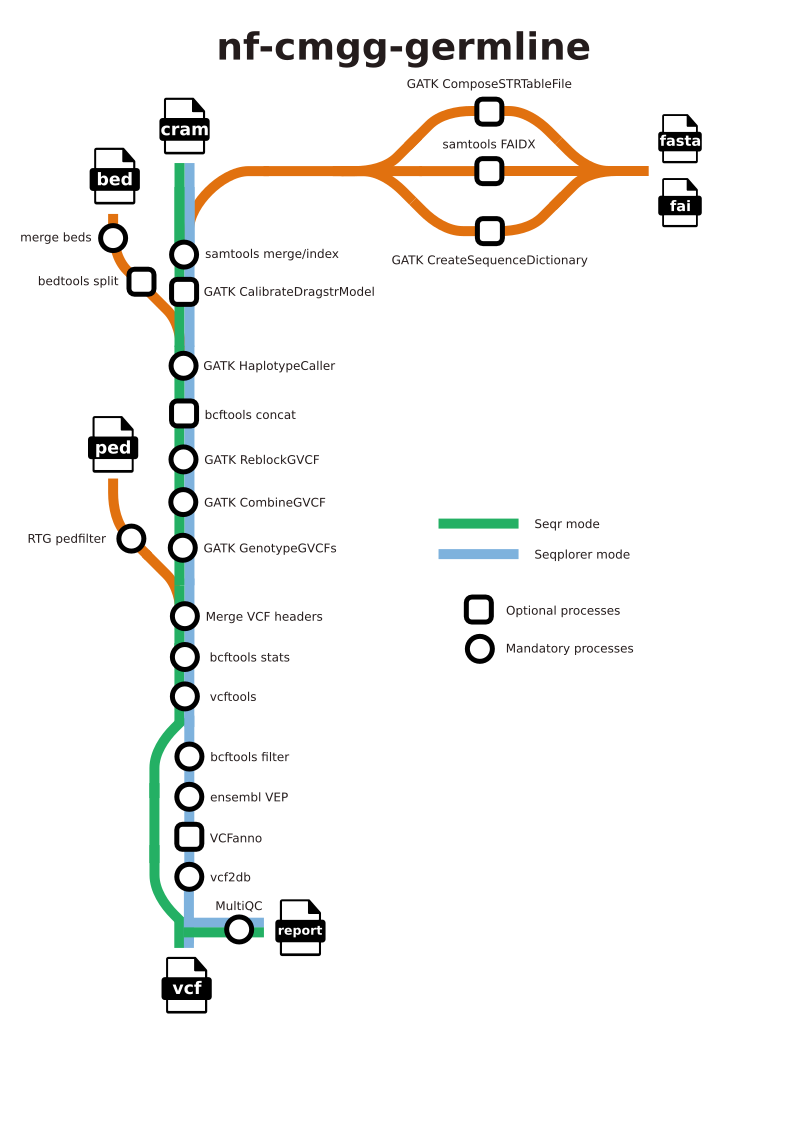 nf-cmgg-germline
GATK ComposeSTRTableFile
cram
fasta
samtools FAIDX
bed
fai
merge beds
samtools merge/index
GATK CreateSequenceDictionary
bedtools split
GATK CalibrateDragstrModel
GATK HaplotypeCaller
bcftools concat
ped
GATK ReblockGVCF
GATK CombineGVCF
Seqr mode
RTG pedfilter
GATK GenotypeGVCFs
Seqplorer mode
Optional processes
Merge VCF headers
Mandatory processes
bcftools stats
vcftools
bcftools filter
ensembl VEP
VCFanno
vcf2db
MultiQC
report
vcf